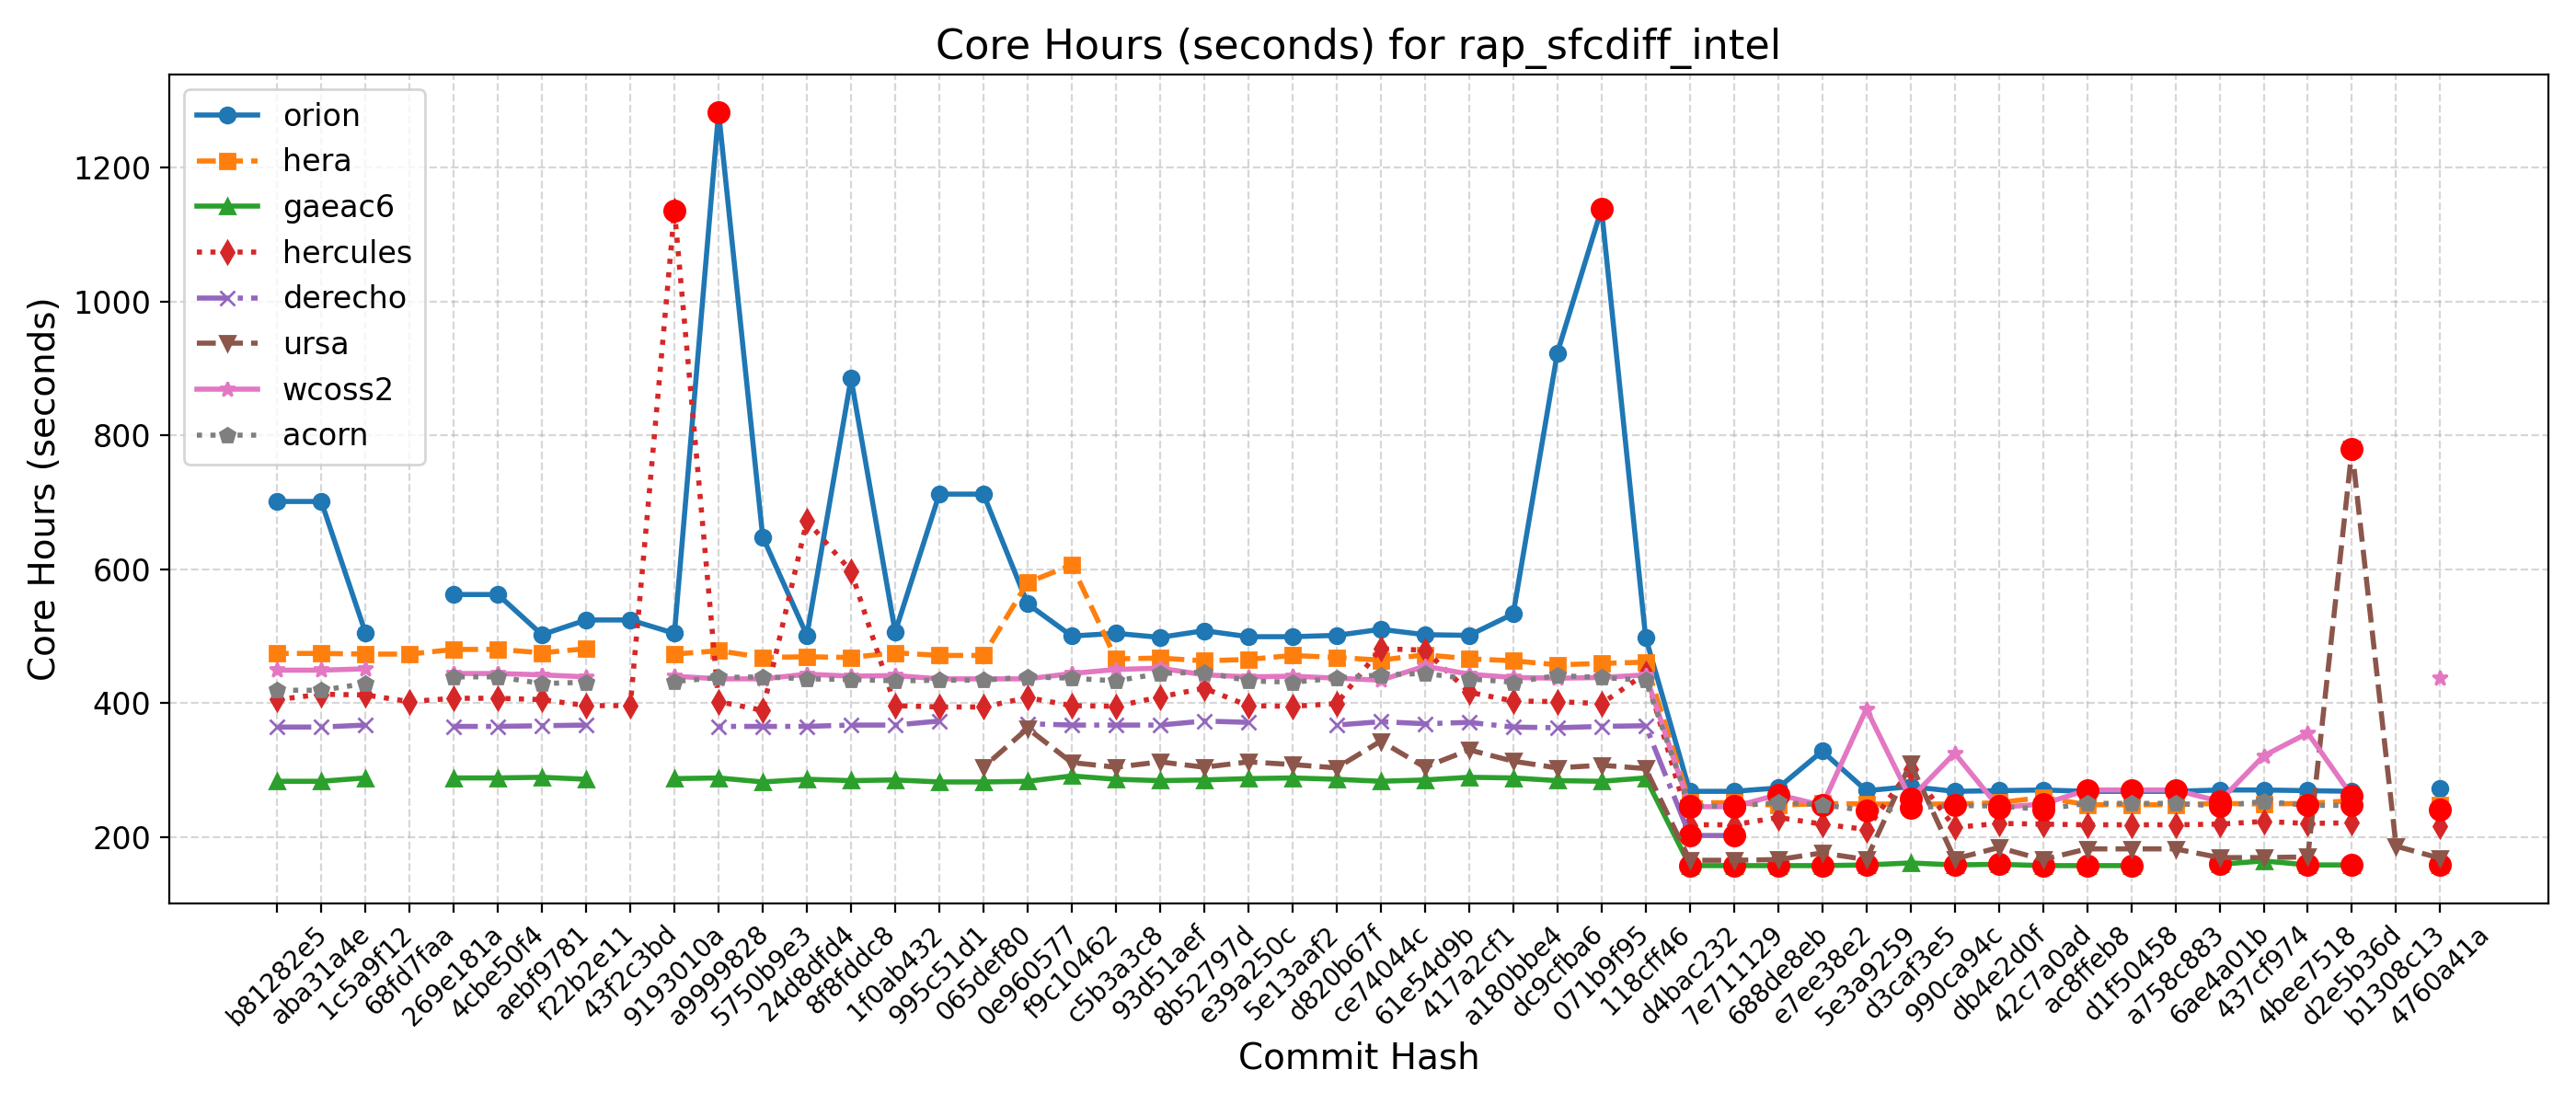 Core Hours (seconds) for rap_sfcdiff_intel
Core Hours (seconds)
1200
1000
800
600
400
200
orion
hera
gaeac6
hercules
derecho
ursa
wcoss2
acorn
b81282e5
aba31a4e
1c5a9f12
68fd7faa
269e181a
4cbe50f4
aebf9781
f22b2e11
43f2c3bd
9193010a
a9999828
5750b9e3
24d8dfd4
8f8fddc8
1f0ab432
995c51d1
065def80
0e960577
f9c10462
c5b3a3c8
93d51aef
8b52797d
e39a250c
5e13aaf2
d820b67f
ce74044c
61e54d9b
417a2cf1
a180bbe4
dc9cfba6
071b9f95
118cff46
d4bac232
7e711129
688de8eb
e7ee38e2
5e3a9259
d3caf3e5
990ca94c
db4e2d0f
42c7a0ad
ac8ffeb8
d1f50458
a758c883
6ae4a01b
437cf974
4bee7518
d2e5b36d
b1308c13
4760a41a
Commit Hash